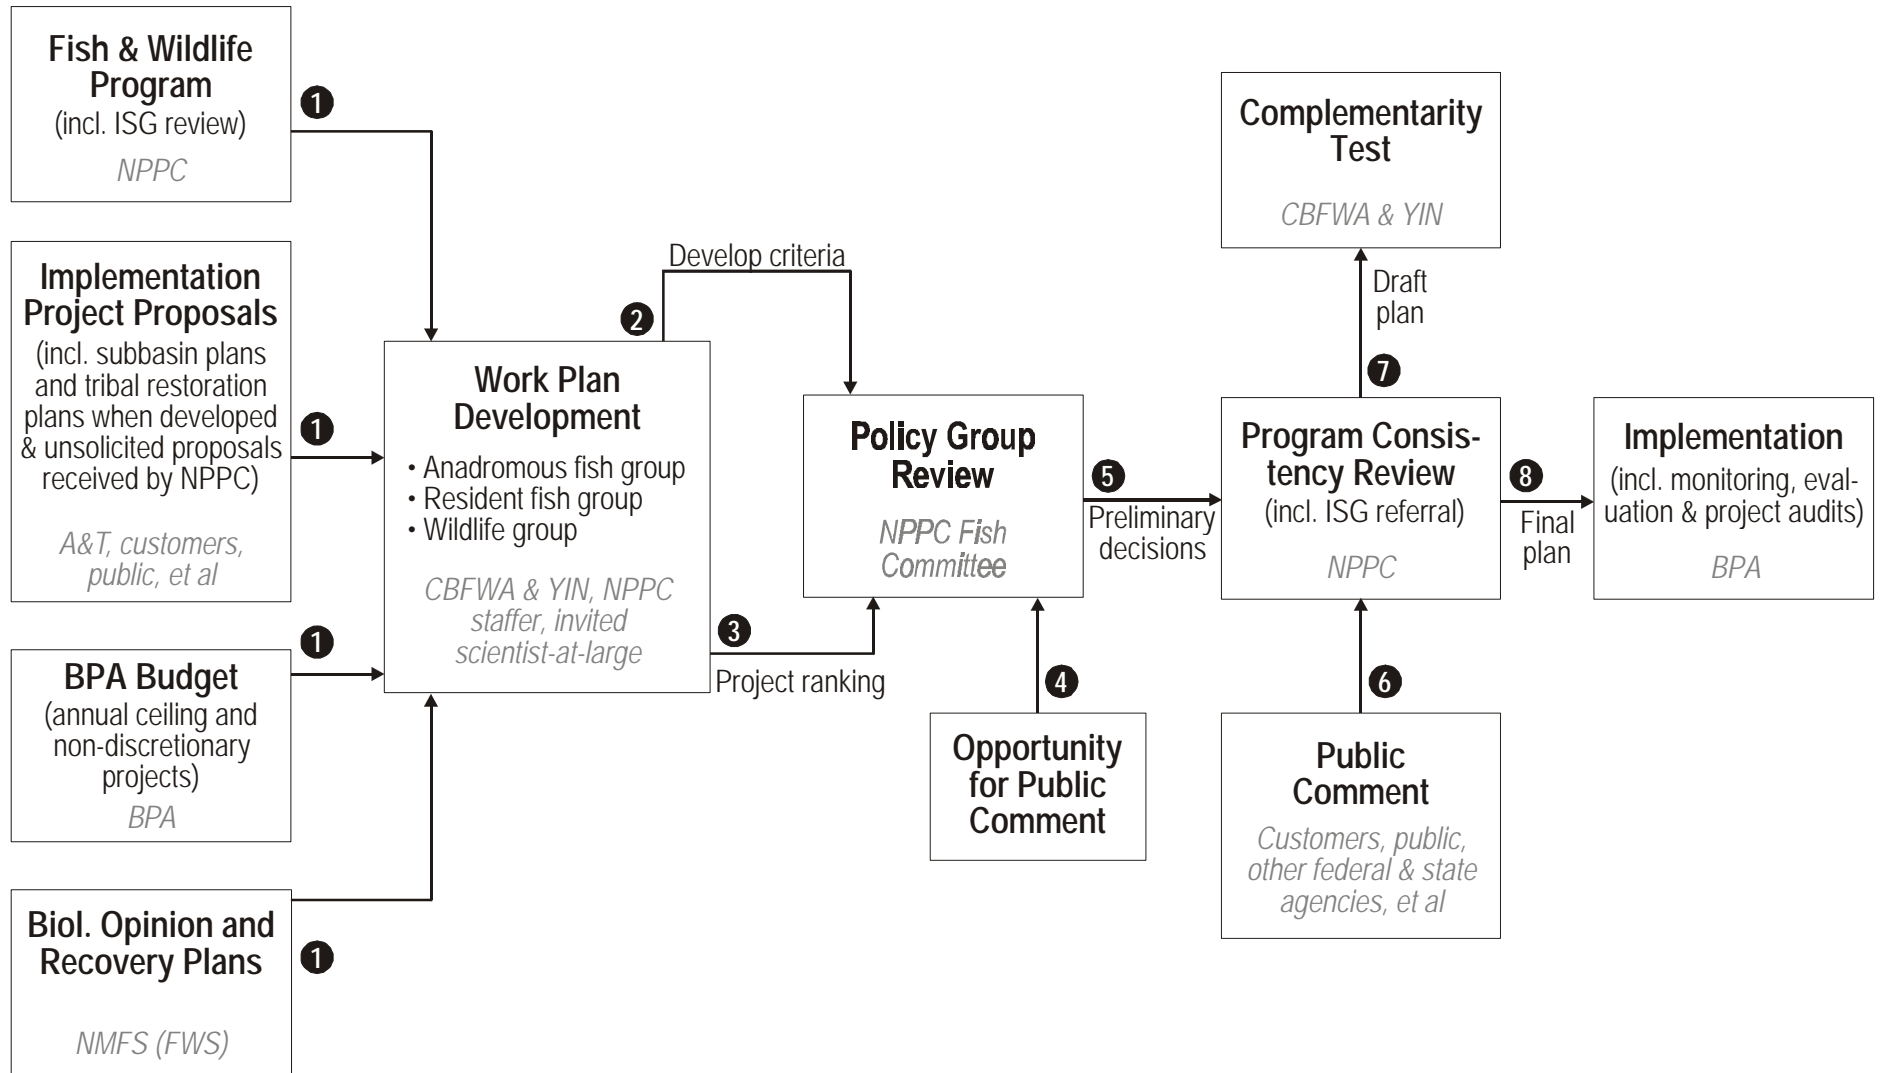 Fish & Wildlife
Program
(incl. ISG review)
NPPC
1
Implementation
Project Proposals
(incl. subbasin plans
and tribal restoration
plans when developed
& unsolicited proposals
received by NPPC)
A&T, customers,
public, et al
1
BPA Budget
(annual ceiling and
non-discretionary
projects)
BPA
1
Biol. Opinion and
Recovery Plans
NMFS (FWS)
1
Work Plan
Development
• Anadromous fish group
• Resident fish group
• Wildlife group
CBFWA & YIN, NPPC
staffer, invited
scientist-at-large
2
Develop criteria
3
Project ranking
Policy Group
Review
NPPC Fish
Committee
4
Opportunity
for Public
Comment
5
Preliminary
decisions
Complementarity
Test
CBFWA & YIN
Draft
plan
7
Program Consis-
tency Review
(incl. ISG referral)
NPPC
6
Public
Comment
Customers, public,
other federal & state
agencies, et al
8
Final
plan
Implementation
(incl. monitoring, eval-
uation & project audits)
BPA